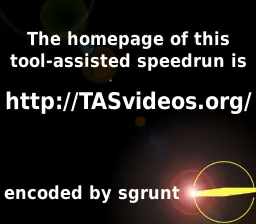 The homepage of this
tool-assisted speedrun is
http://TASvideos.org/
encoded by sgrunt